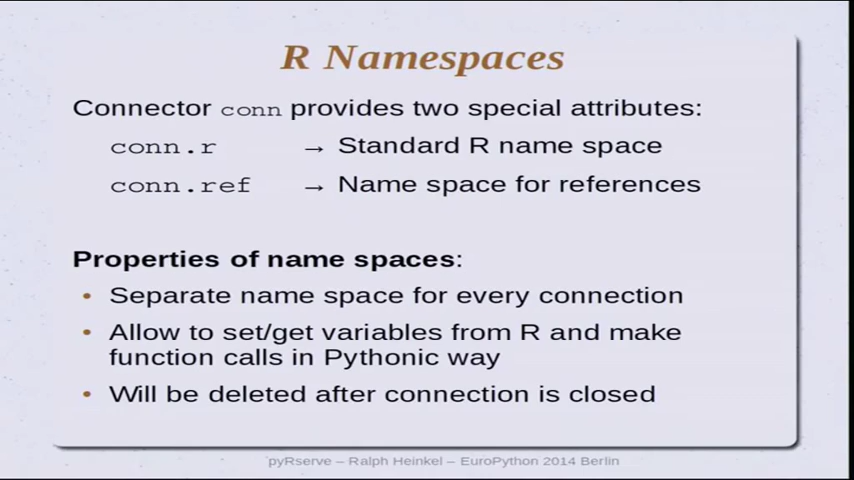 R Namespaces
Connector conn provides two special attributes:
conn.r → Standard R name space
conn.ref → Name space for references
Properties of name spaces:
• Separate name space for every connection
• Allow to set/get variables from R and make
function calls in Pythonic way
• Will be deleted after connection is closed
pyRserve – Ralph Heinkel – EuroPython 2014 Berlin